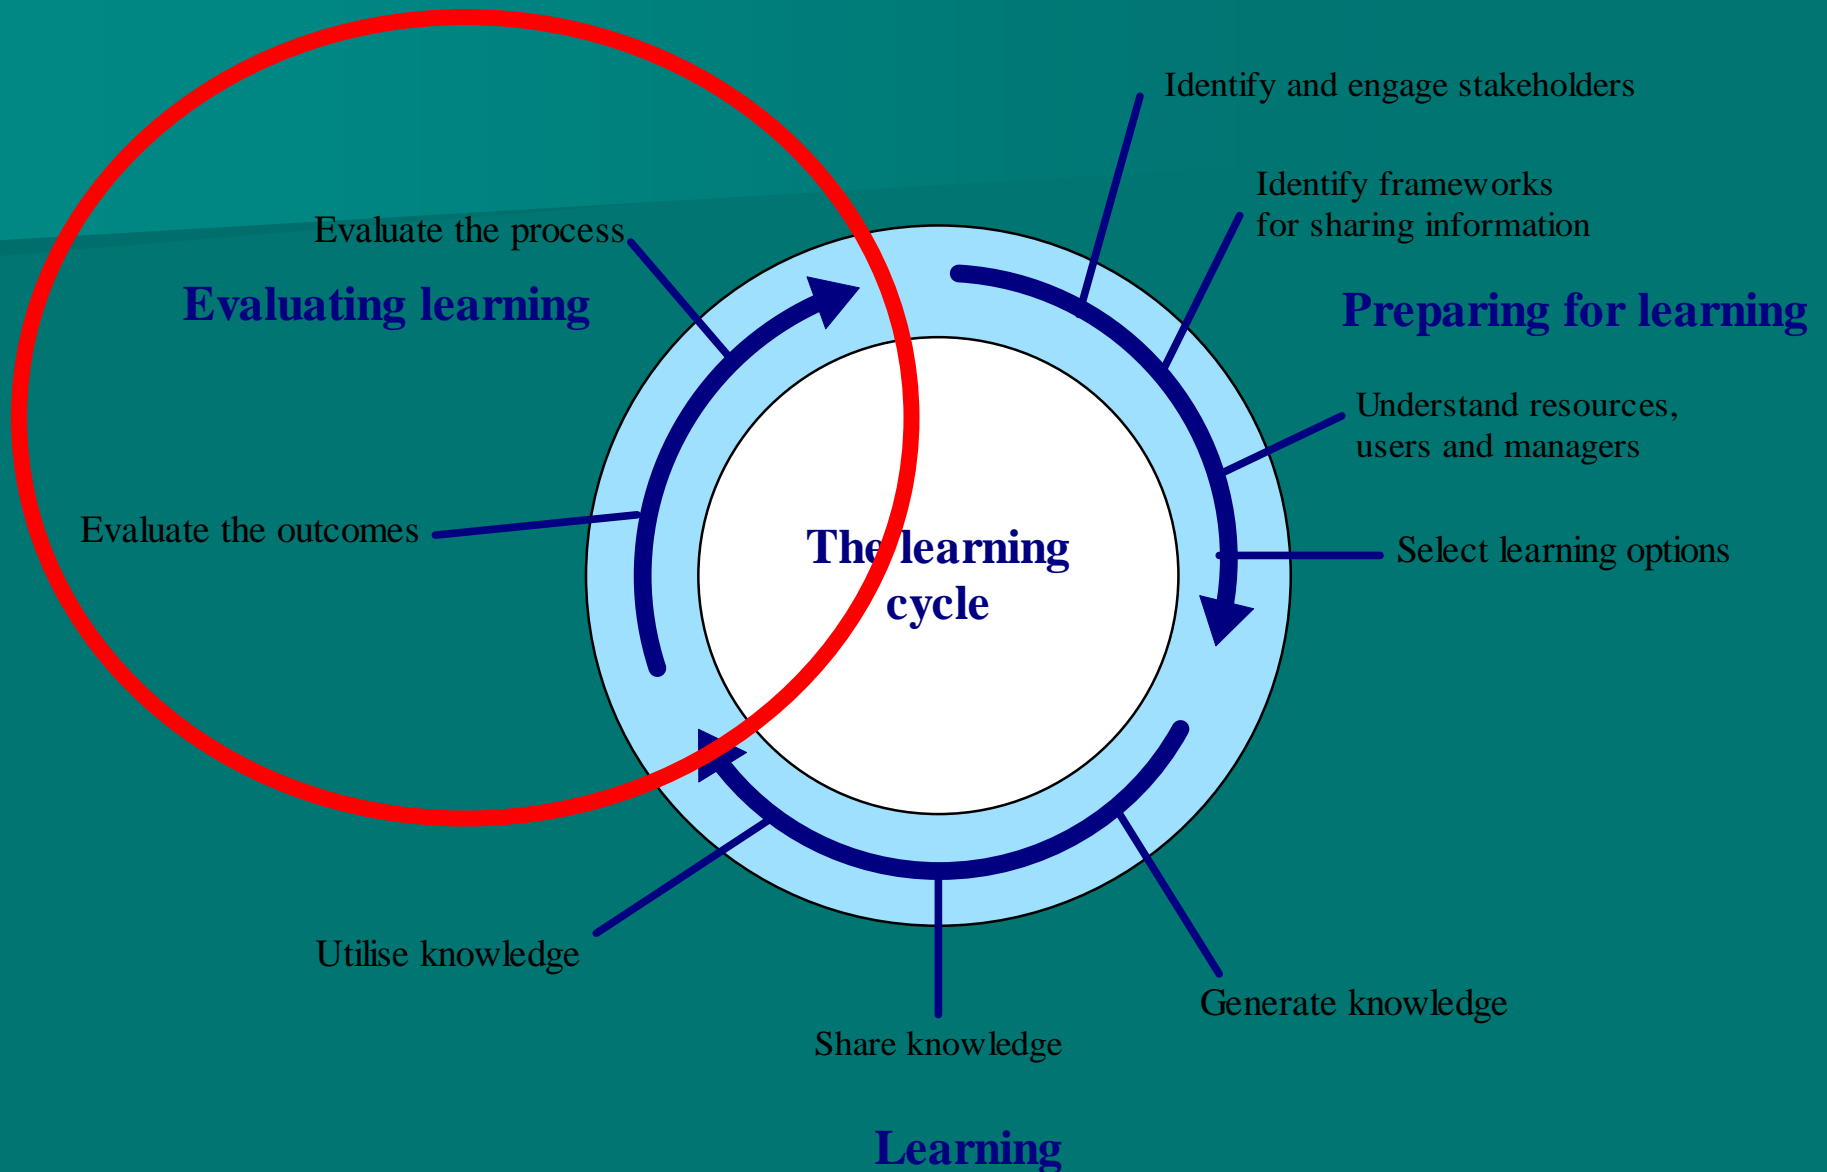 Identify and engage stakeholders
Identify frameworks
for sharing information
Evaluate the process
Evaluating learning
Preparing for learning
Understand resources,
users and managers
Evaluate the outcomes
The learning
cycle
Select learning options
Utilise knowledge
Generate knowledge
Share knowledge
Learning